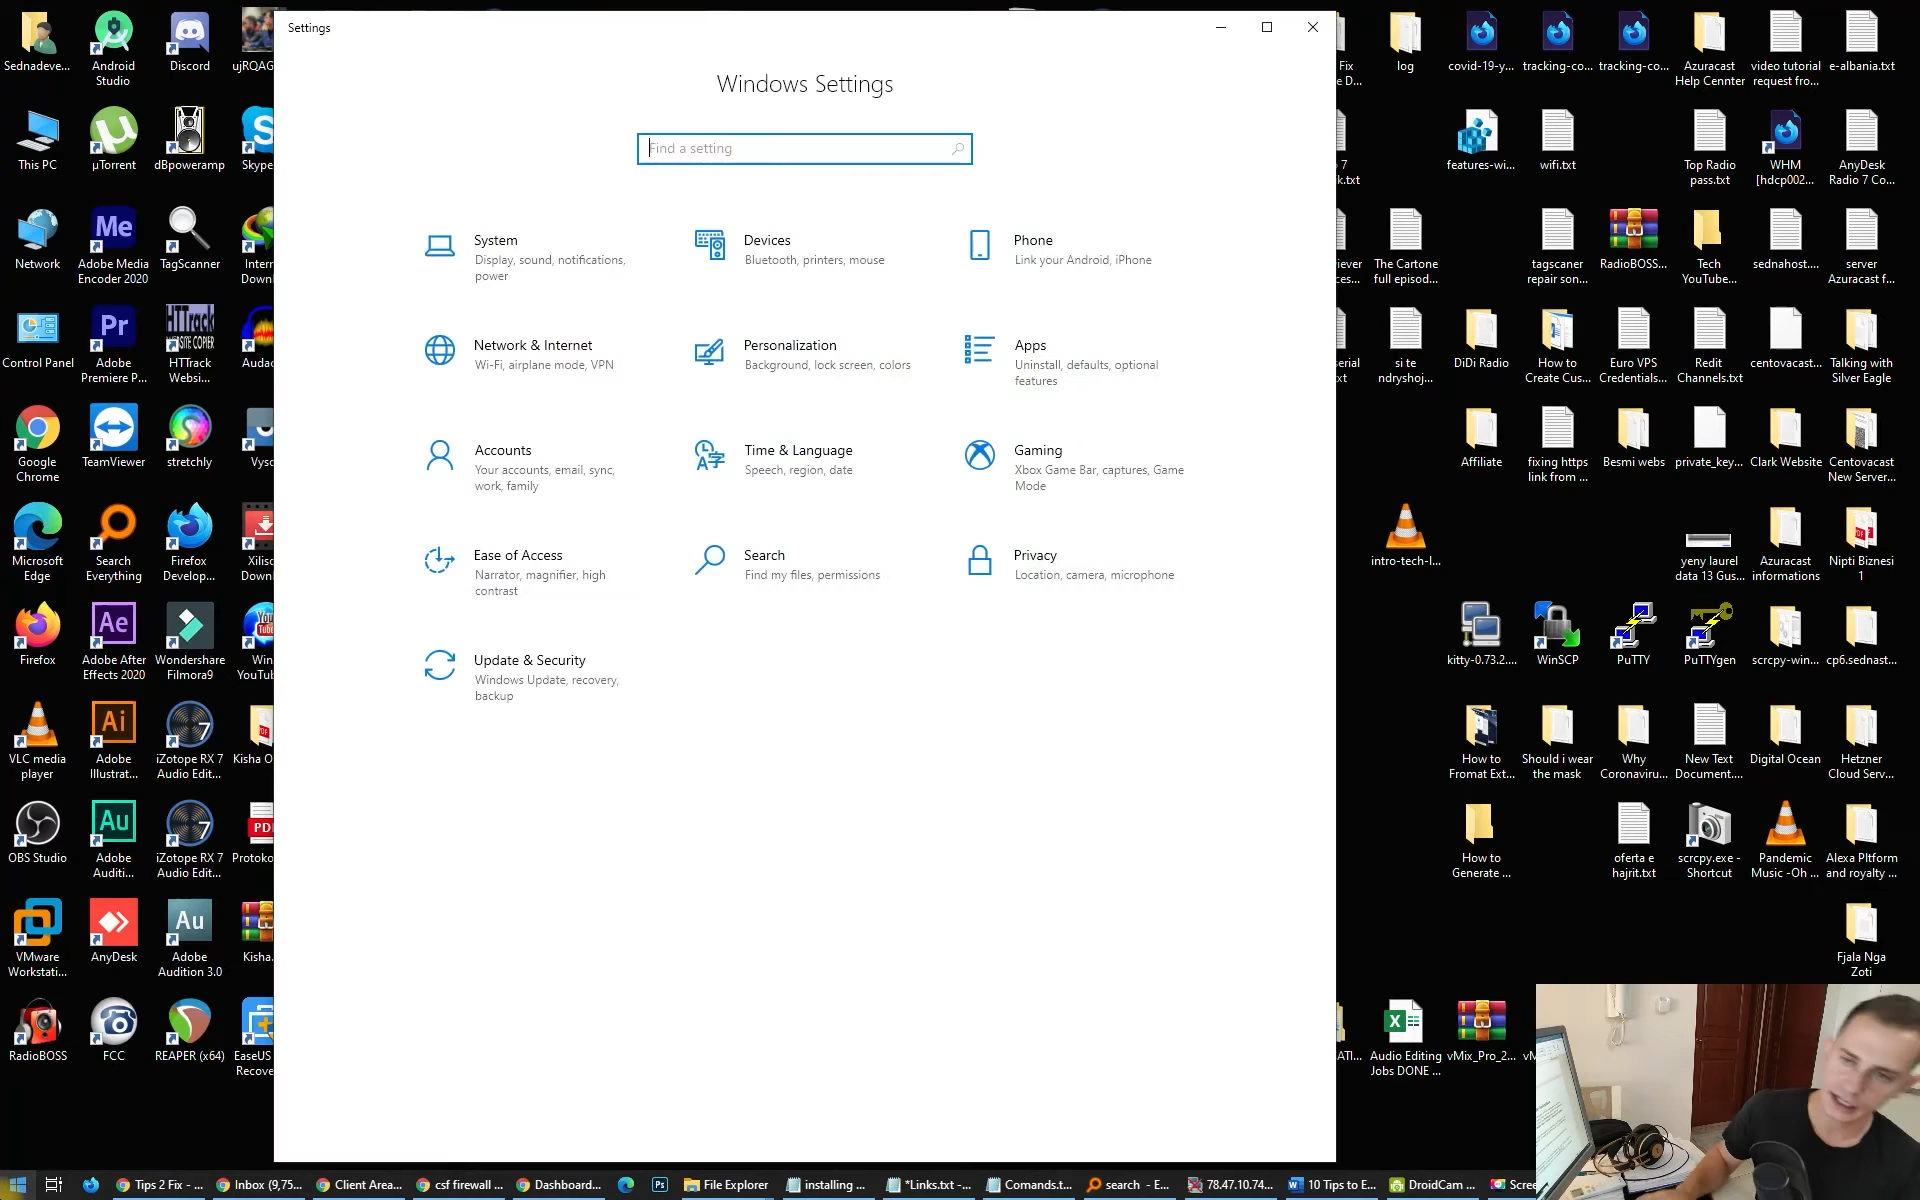 Settings
Windows Settings
Find a setting
System
Display, sound, notifications,
power
Devices
Bluetooth, printers, mouse
Phone
Link your Android, iPhone
Network & Internet
Wi-Fi, airplane mode, VPN
Personalization
Background, lock screen, colors
Apps
Uninstall, defaults, optional
features
Accounts
Your accounts, email, sync,
work, family
Time & Language
Speech, region, date
Gaming
Xbox Game Bar, captures, Game
Mode
Ease of Access
Narrator, magnifier, high
contrast
Search
Find my files, permissions
Privacy
Location, camera, microphone
Update & Security
Windows Update, recovery,
backup
Sednadeve...
Android
Studio
Discord
ujRQAG
This PC
µTorrent
dBpoweramp
Skype
Network
Adobe Media
Encoder 2020
TagScanner
Intern
Down
Control Panel
Adobe
Premiere P...
HTTrack
Websi...
Audac
Google
Chrome
TeamViewer
stretchly
Vysc
Microsoft
Edge
Search
Everything
Firefox
Develop...
Xilisc
Down
Firefox
Adobe After
Effects 2020
Wondershare
Filmora9
Win
YouTu
VLC media
player
Adobe
Illustrat...
iZotope RX 7
Audio Edit...
Kisha O
OBS Studio
Adobe
Auditi...
iZotope RX 7
Audio Edit...
Protoko
VMware
Workstati...
AnyDesk
Adobe
Audition 3.0
Kisha.
RadioBOSS
FCC
REAPER (x64)
EaseUS
Recove
Fix
e D...
log
covid-19-y...
tracking-co...
tracking-co...
Azuracast
Help Cennter
video tutorial
request fro...
e-albania.txt
7
k.txt
features-wi...
wifi.txt
Top Radio
pass.txt
WHM
[hdcp002...
AnyDesk
Radio 7 Co...
iever
ces...
The Cartone
full episod...
tagscaner
repair son...
RadioBOSS...
Tech
YouTube...
sednahost....
server
Azuracast f...
erial
xt
si te
ndryshoj...
DiDi Radio
How to
Create Cus...
Euro VPS
Credentials...
Redit
Channels.txt
centovacast...
Talking with
Silver Eagle
Affiliate
fixing https
link from ...
Besmi webs
private_key...
Clark Website
Centovacast
New Server...
intro-tech-l...
yeny laurel
data 13 Gus...
Azuracast
informations
Nipti Biznesi
1
kitty-0.73.2....
WinSCP
PuTTY
PuTTYgen
scrcpy-win...
cp6.sednast...
How to
Fromat Ext...
Should i wear
the mask
Why
Coronaviru...
New Text
Document....
Digital Ocean
Hetzner
Cloud Serv...
How to
Generate ...
oferta e
hajrit.txt
scrcpy.exe -
Shortcut
Pandemic
Music -Oh ...
Alexa Pltform
and royalty ...
Fjala Nga
Zoti
ATI...
Audio Editing
Jobs DONE ...
vMix_Pro_2...
vM
Tips 2 Fix - ...
Inbox (9,75...
Client Area...
csf firewall ...
Dashboard...
File Explorer
installing ...
*Links.txt -...
Comands.t...
search - E...
78.47.10.74...
10 Tips to E...
DroidCam ...
Scree